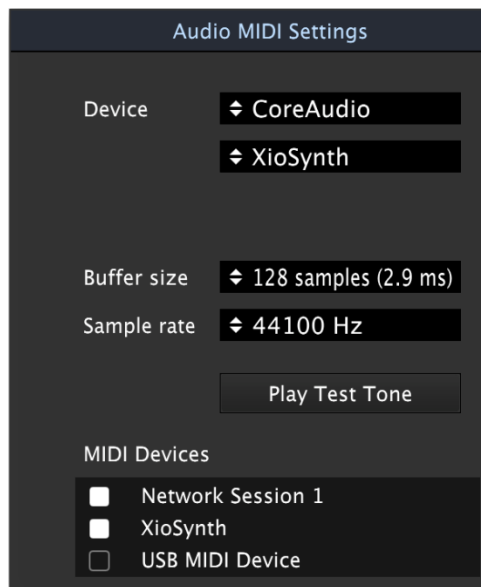 Audio MIDI Settings
Device CoreAudio
XioSynth
Buffer size 128 samples (2.9 ms)
Sample rate 44100 Hz
Play Test Tone
MIDI Devices
Network Session 1
XioSynth
USB MIDI Device